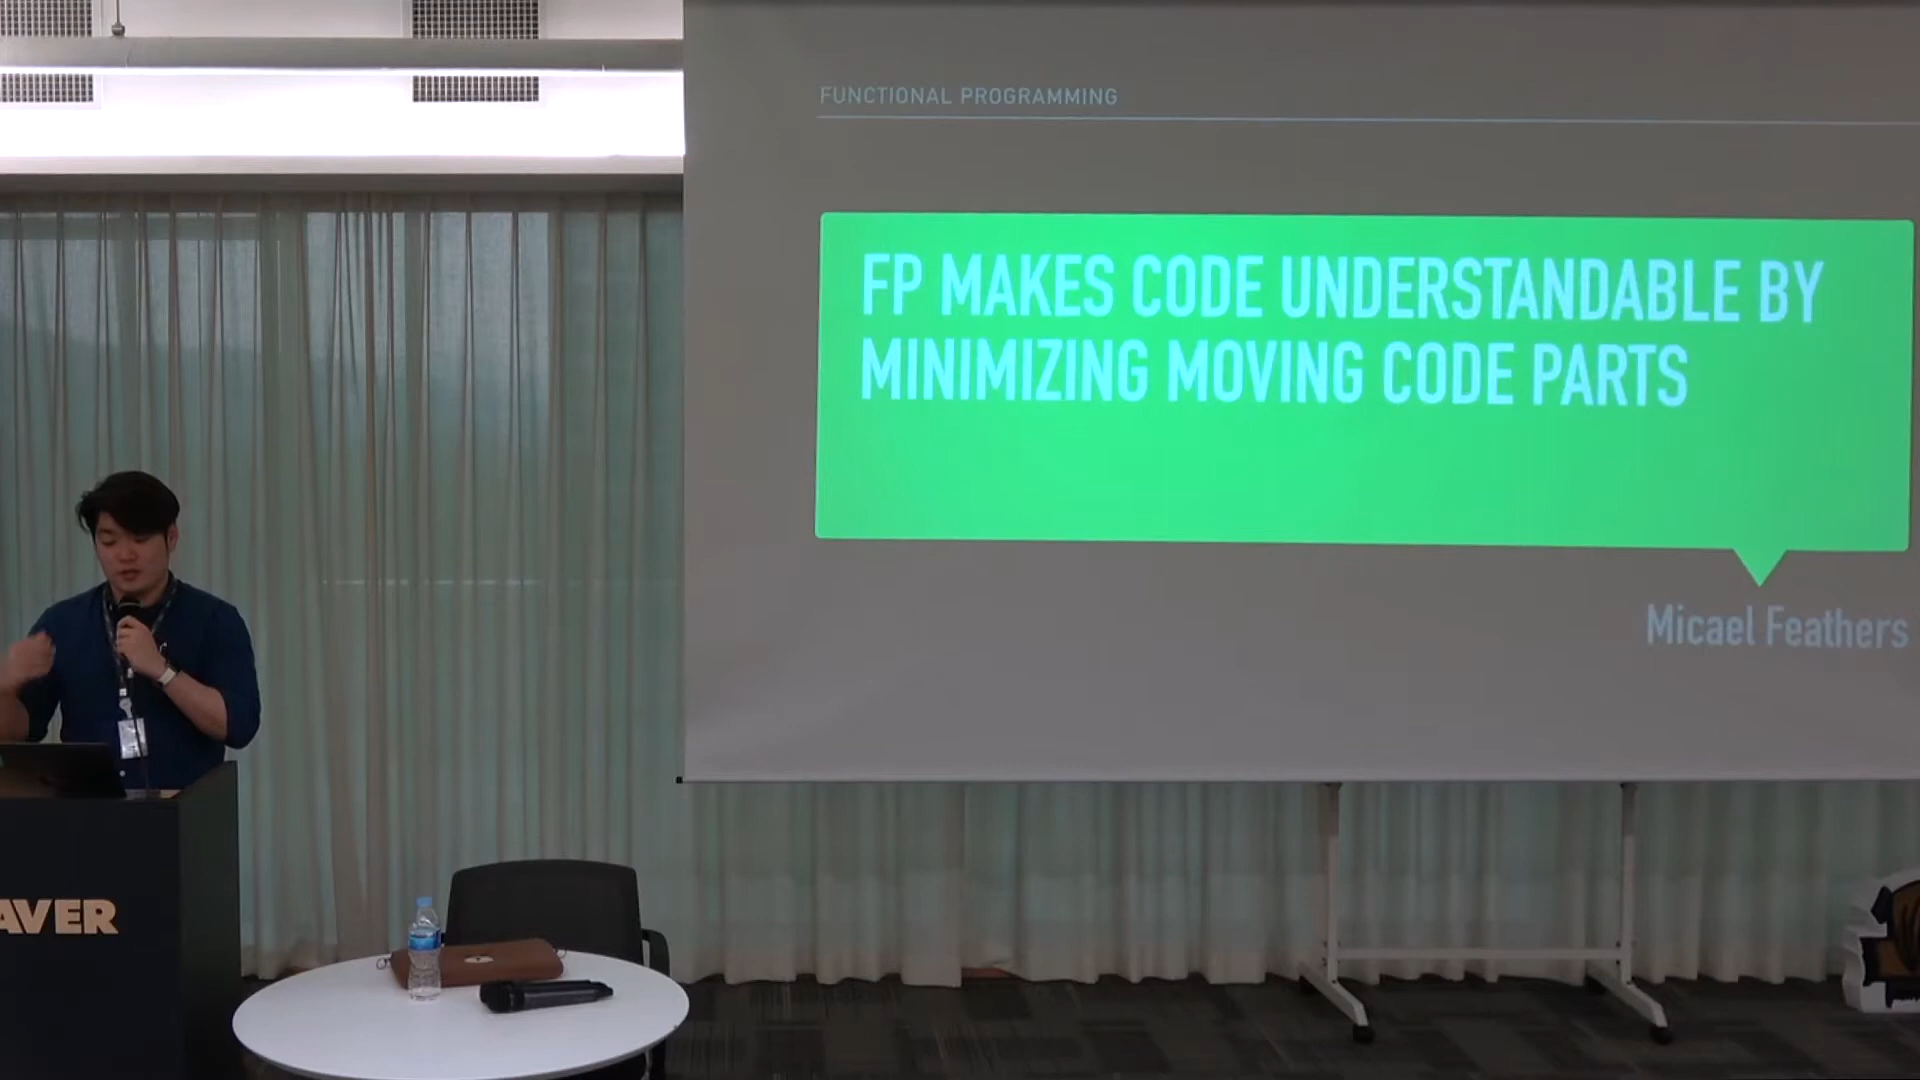 FUNCTIONAL PROGRAMMING
FP MAKES CODE UNDERSTANDABLE BY
MINIMIZING MOVING CODE PARTS
Micael Feathers
AVER